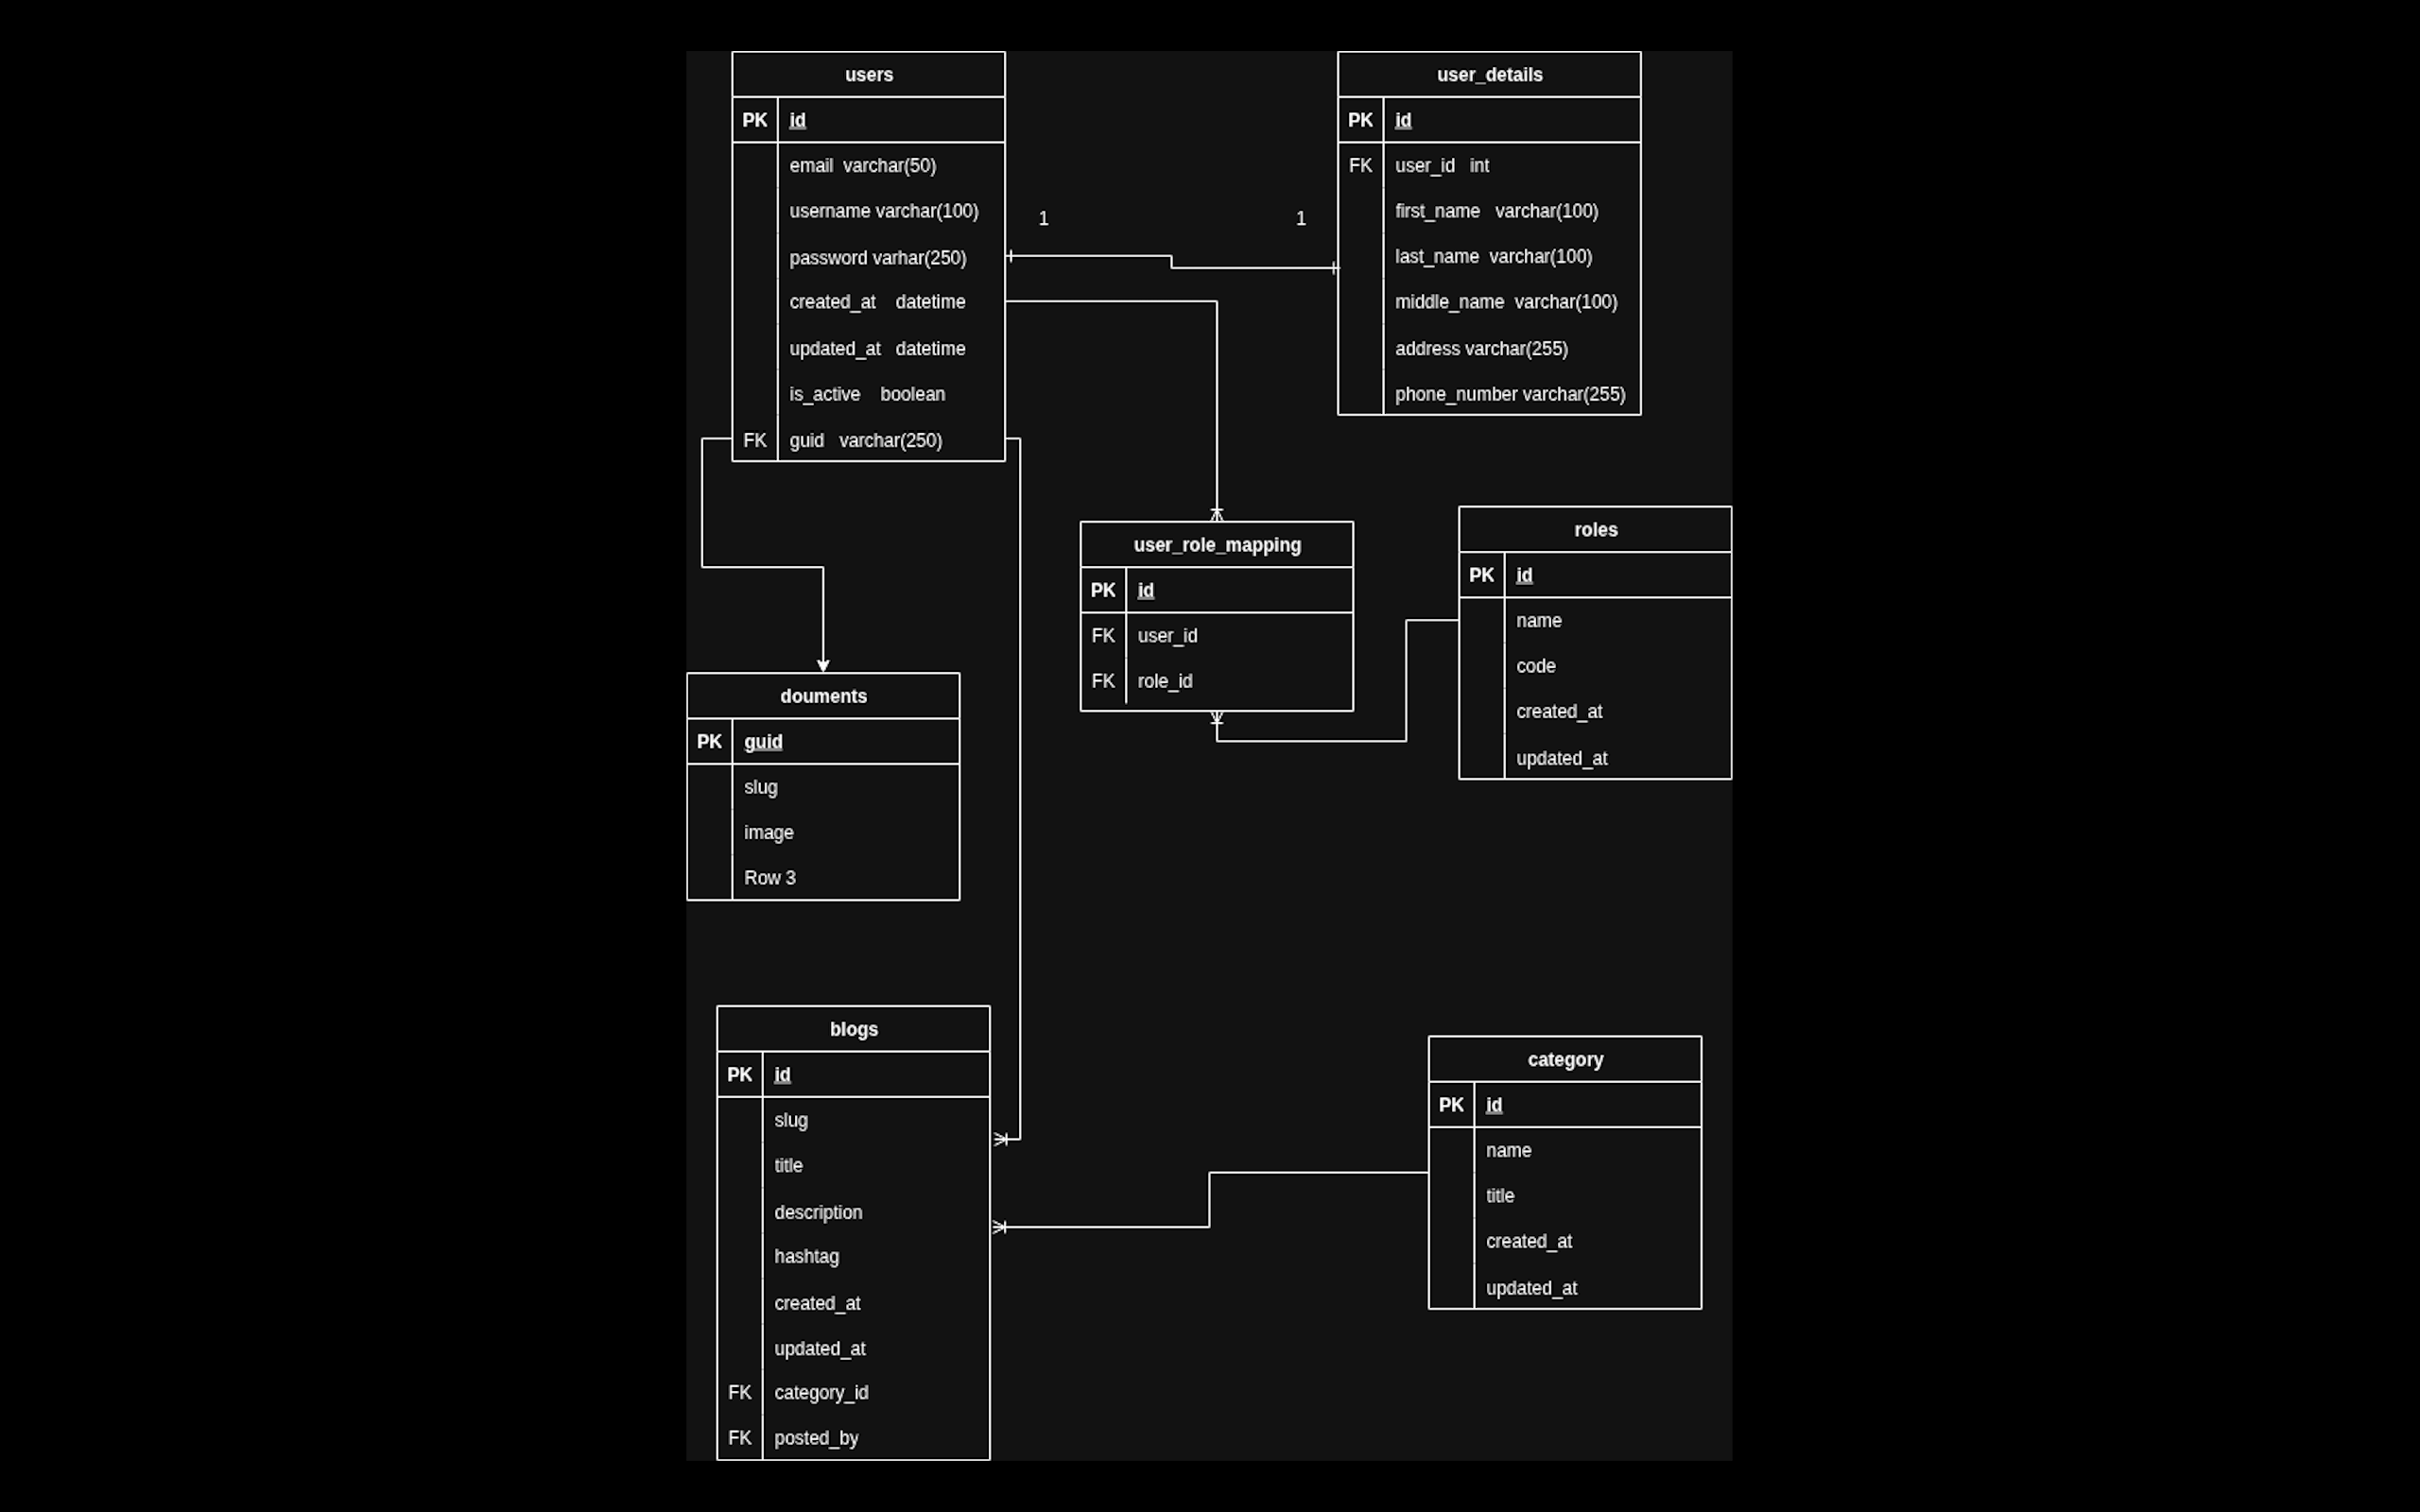 users
PK id
email varchar(50)
username varchar(100)
password varhar(250)
created_at datetime
updated_at datetime
is_active boolean
FK guid varchar(250)
1
1
user_details
PK id
FK user_id int
first_name varchar(100)
last_name varchar(100)
middle_name varchar(100)
address varchar(255)
phone_number varchar(255)
user_role_mapping
PK id
FK user_id
FK role_id
roles
PK id
name
code
created_at
updated_at
douments
PK guid
slug
image
Row 3
blogs
PK id
slug
title
description
hashtag
created_at
updated_at
FK category_id
FK posted_by
category
PK id
name
title
created_at
updated_at